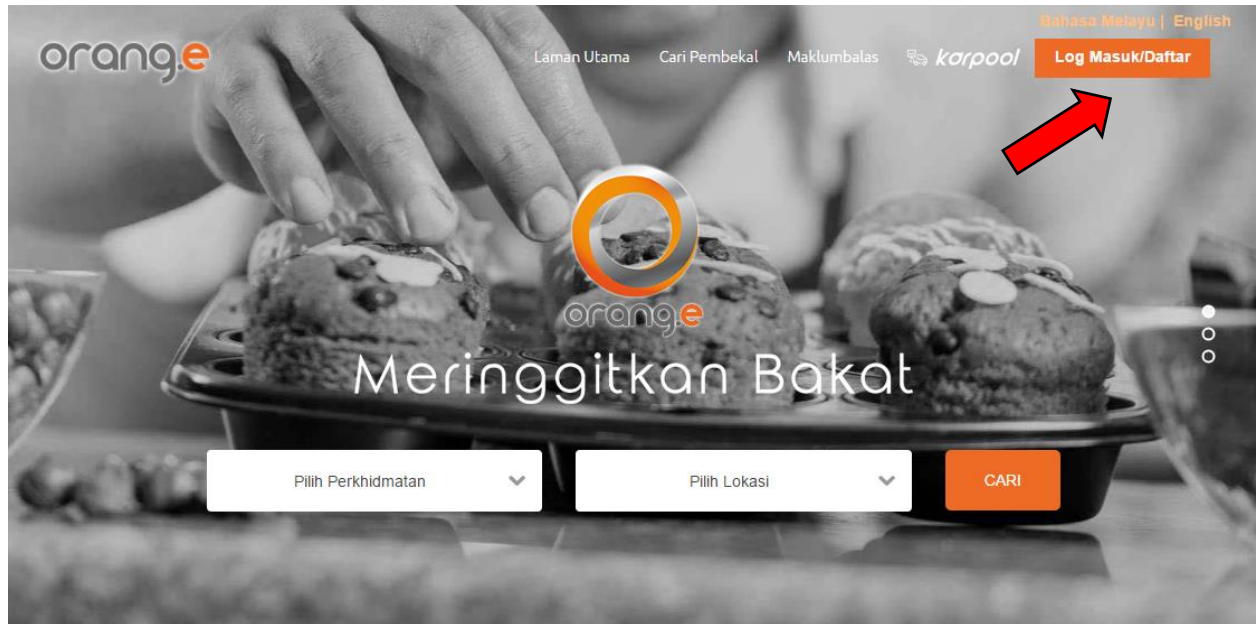 Bahasa Melayu | English
orang.e
Laman Utama Cari Pembekal Maklumbalas karpool Log Masuk/Daftar
orang.e
Meringgitkan Bakat
Pilih Perkhidmatan Pilih Lokasi CARI